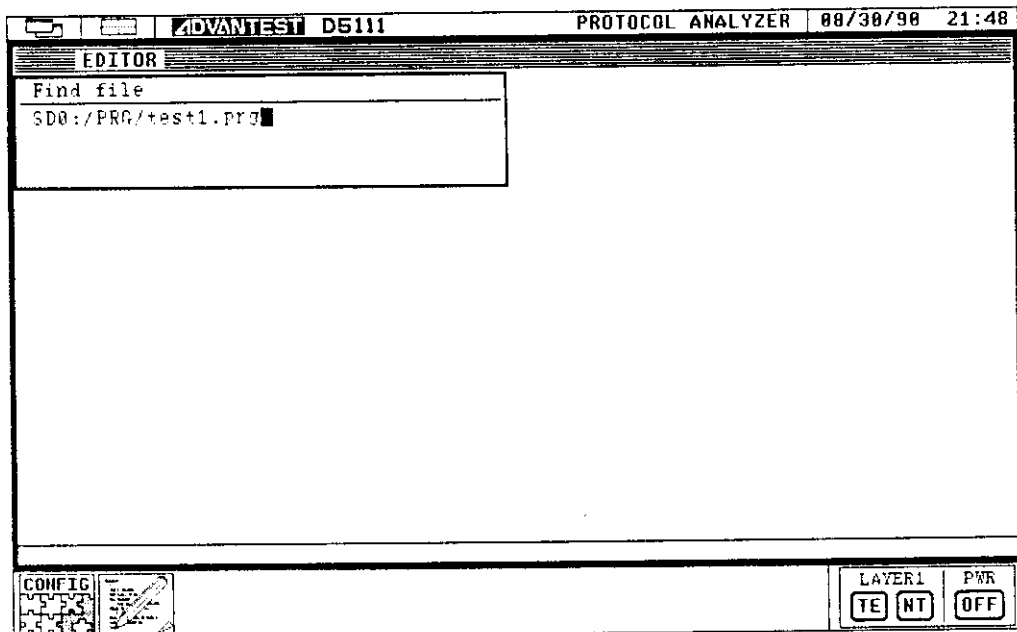 ADVANTEST D5111 PROTOCOL ANALYZER 08/30/90 21:48
EDITOR
Find file
SD0:/PRG/test1.prg
CONFIG
LAYER1 PWR
TE NT OFF